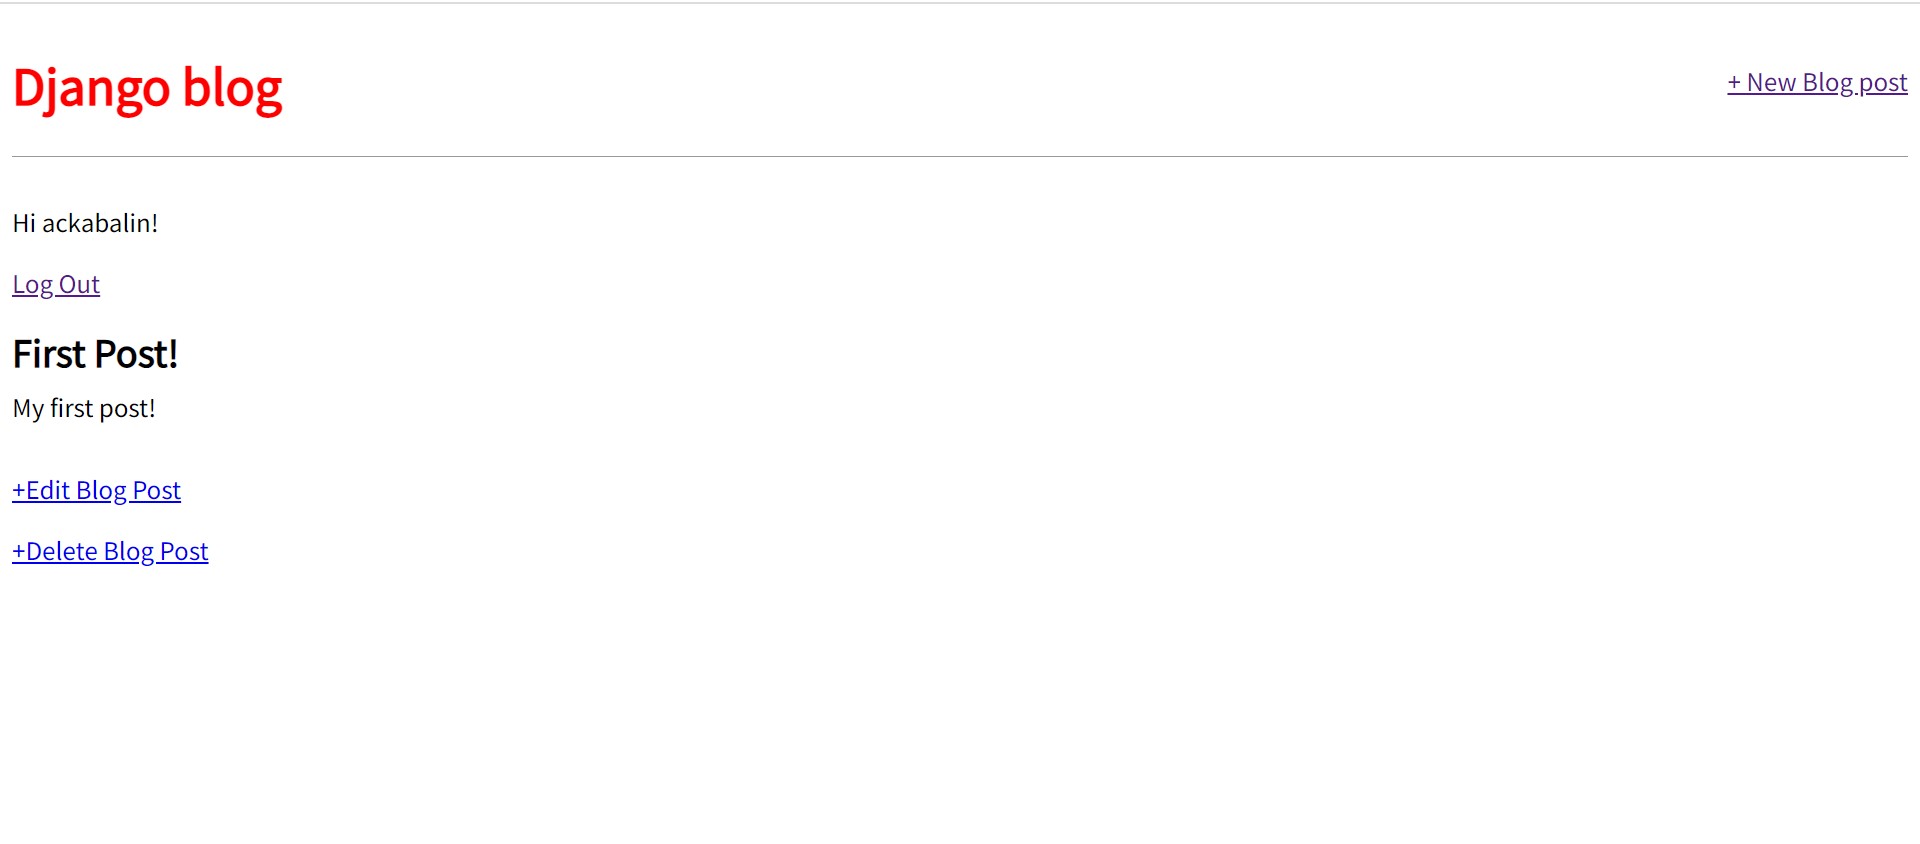 Django blog
+ New Blog post
Hi ackabalin!
Log Out
First Post!
My first post!
+Edit Blog Post
+Delete Blog Post